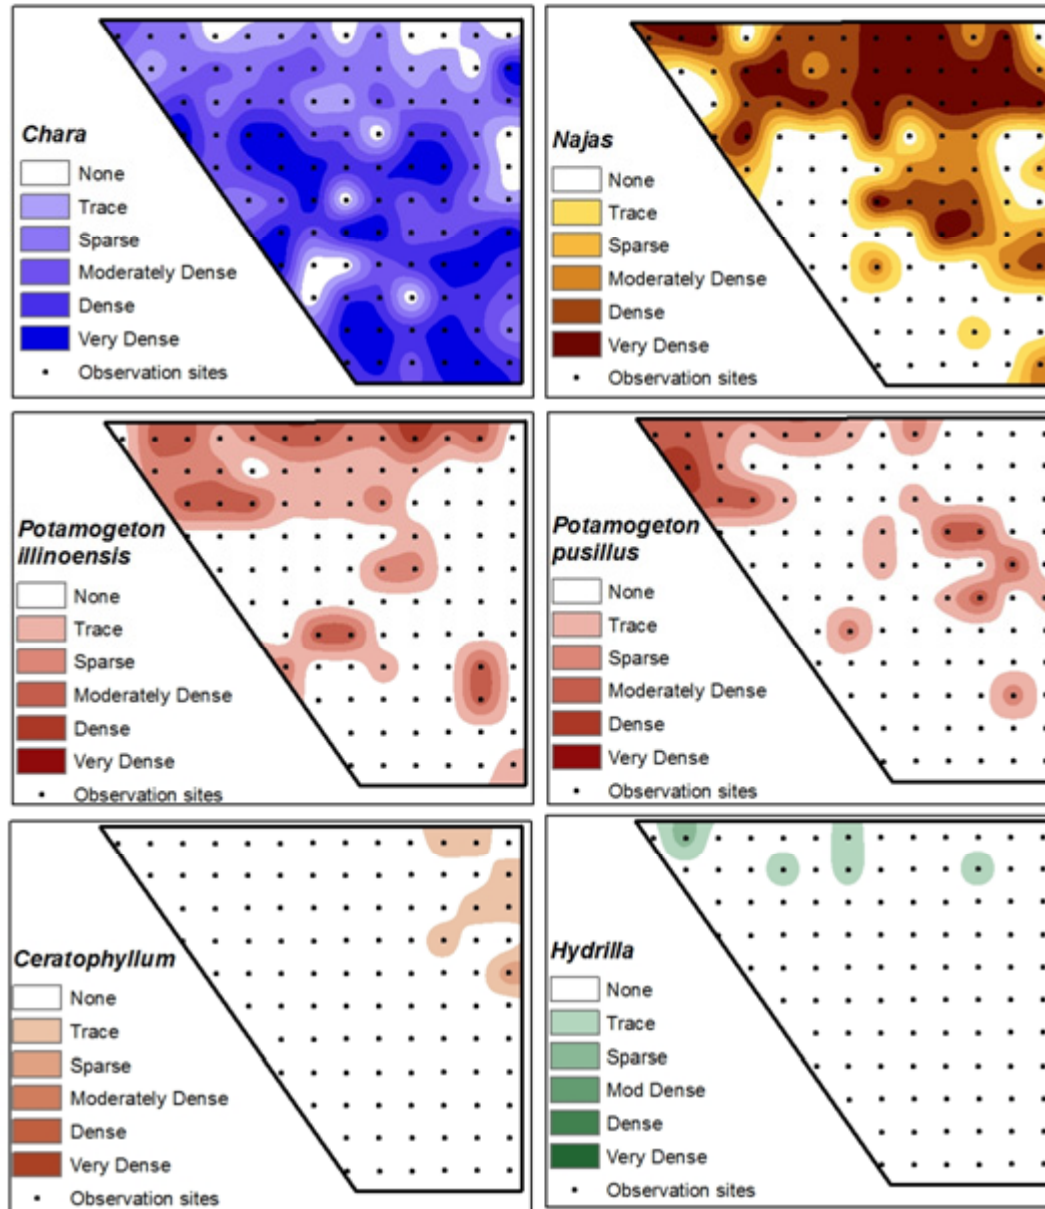 Chara
None
Trace
Sparse
Moderately Dense
Dense
Very Dense
Observation sites
Najas
None
Trace
Sparse
Moderately Dense
Dense
Very Dense
Observation sites
Potamogeton
illinoensis
None
Trace
Sparse
Moderately Dense
Dense
Very Dense
Observation sites
Potamogeton
pusillus
None
Trace
Sparse
Moderately Dense
Dense
Very Dense
Observation sites
Ceratophyllum
None
Trace
Sparse
Moderately Dense
Dense
Very Dense
Observation sites
Hydrilla
None
Trace
Sparse
Mod Dense
Dense
Very Dense
Observation sites